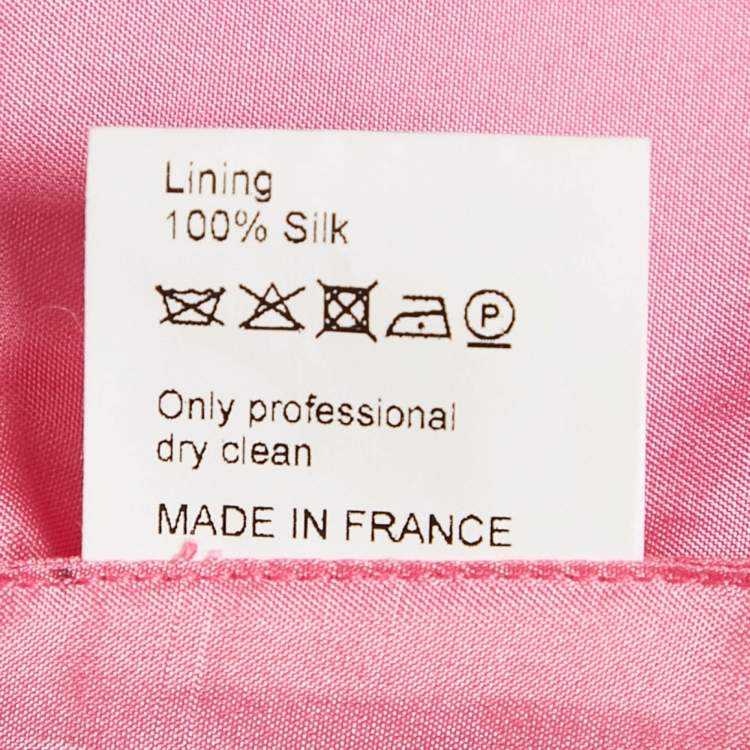 Lining
100% Silk
P
Only professional
dry clean
MADE IN FRANCE